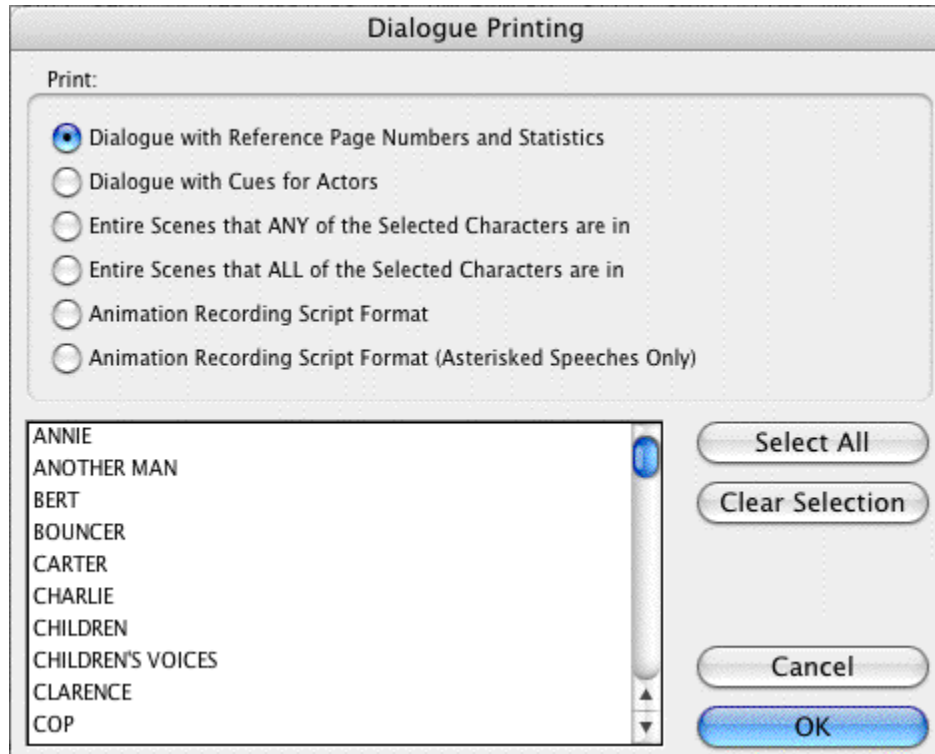 Dialogue Printing
Print:
Dialogue with Reference Page Numbers and Statistics
Dialogue with Cues for Actors
Entire Scenes that ANY of the Selected Characters are in
Entire Scenes that ALL of the Selected Characters are in
Animation Recording Script Format
Animation Recording Script Format (Asterisked Speeches Only)
ANNIE
ANOTHER MAN
BERT
BOUNCER
CARTER
CHARLIE
CHILDREN
CHILDREN'S VOICES
CLARENCE
COP
Select All
Clear Selection
Cancel
OK